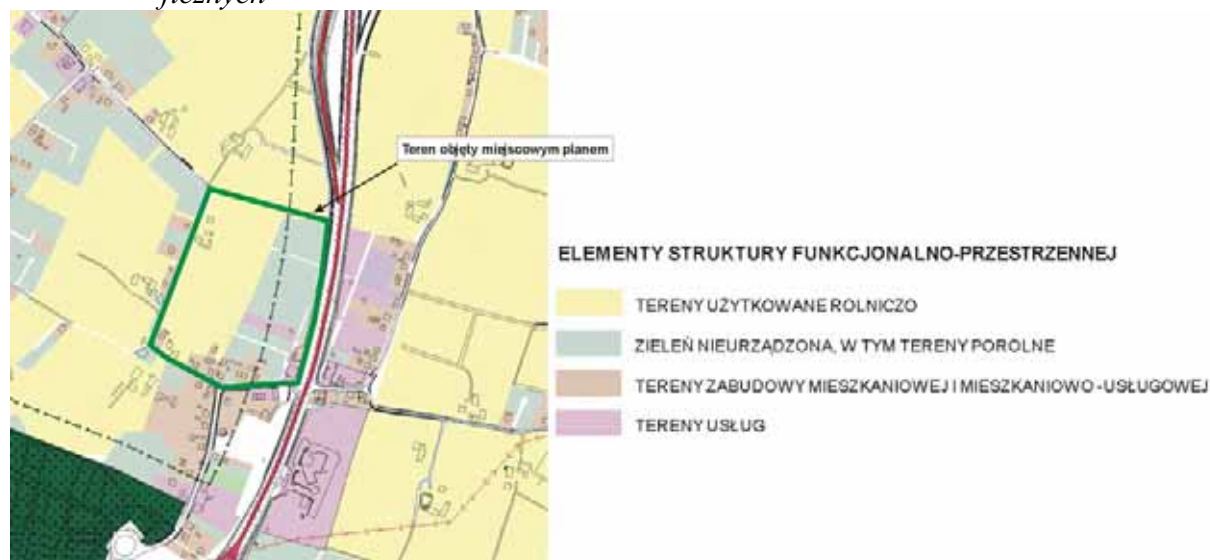 ficznych
Teren objęty miejscowym planem
ELEMENTY STRUKTURY FUNKCJONALNO-PRZESTRZENNEJ
TERENY UŻYTKOWANE ROLNICZO
ZIELEŃ NIEURZĄDZONA, W TYM TERENY POROLNE
TERENY ZABUDOWY MIESZKANIOWEJ I MIESZKANIOWO -USŁUGOWEJ
TERENY USŁUG